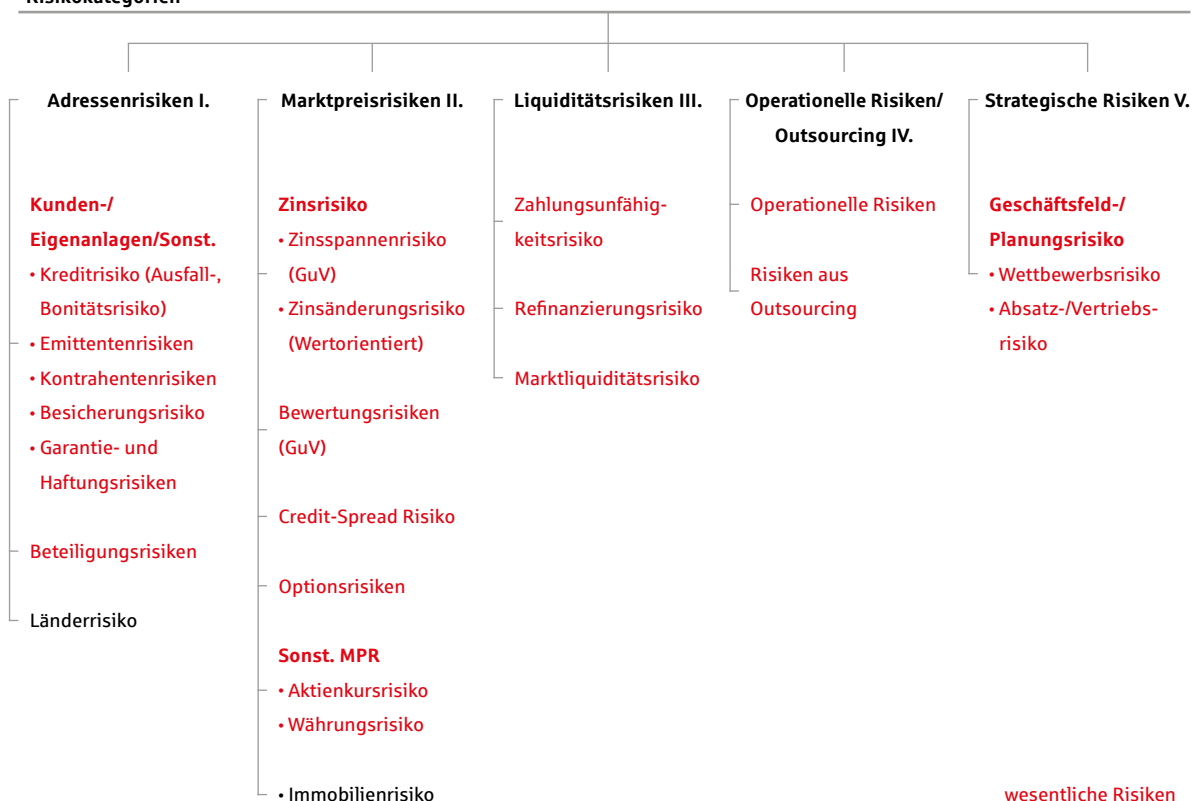 Risikokategorien
Adressenrisiken I.
Kunden-/
Eigenanlagen/Sonst.
• Kreditrisiko (Ausfall-,
Bonitätsrisiko)
• Emittentenrisiken
• Kontrahentenrisiken
• Besicherungsrisiko
• Garantie- und
Haftungsrisiken
Beteiligungsrisiken
Länderrisiko
Marktpreisrisiken II.
Zinsrisiko
• Zinsspannenrisiko
(GuV)
• Zinsänderungsrisiko
(Wertorientiert)
Bewertungsrisiken
(GuV)
Credit-Spread Risiko
Optionsrisiken
Sonst. MPR
• Aktienkursrisiko
• Währungsrisiko
• Immobilienrisiko
Liquiditätsrisiken III.
Zahlungsunfähig-
keitsrisiko
Refinanzierungsrisiko
Marktliquiditätsrisiko
Operationelle Risiken/
Outsourcing IV.
Operationelle Risiken
Risiken aus
Outsourcing
Strategische Risiken V.
Geschäftsfeld-/
Planungsrisiko
• Wettbewerbsrisiko
• Absatz-/Vertriebs-
risiko
wesentliche Risiken